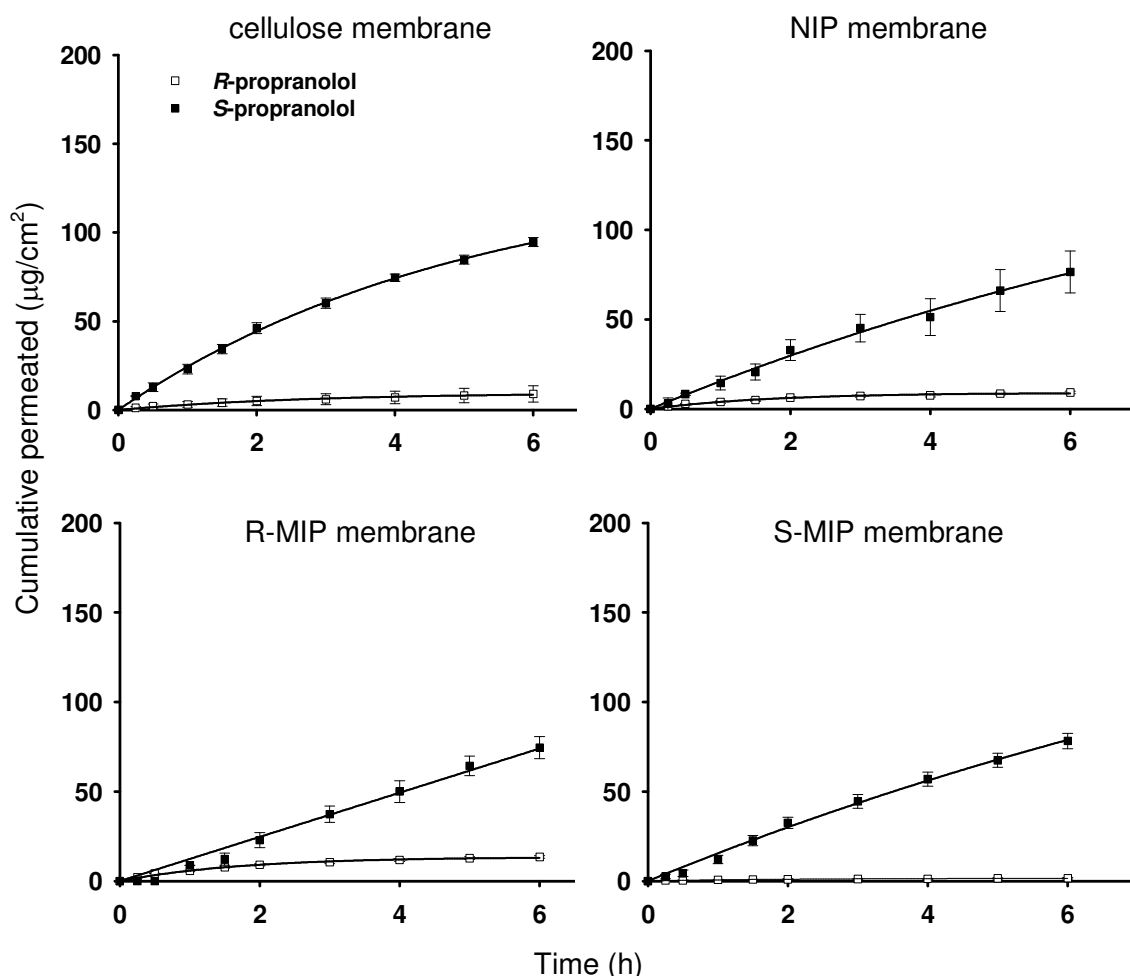 cellulose membrane
NIP membrane
200
150
100
50
0
R-propranolol
S-propranolol
0 2 4 6
200
150
100
50
0
0 2 4 6
Cumulative permeated (μg/cm²)
R-MIP membrane
S-MIP membrane
200
150
100
50
0
0 2 4 6
200
150
100
50
0
0 2 4 6
Time (h)